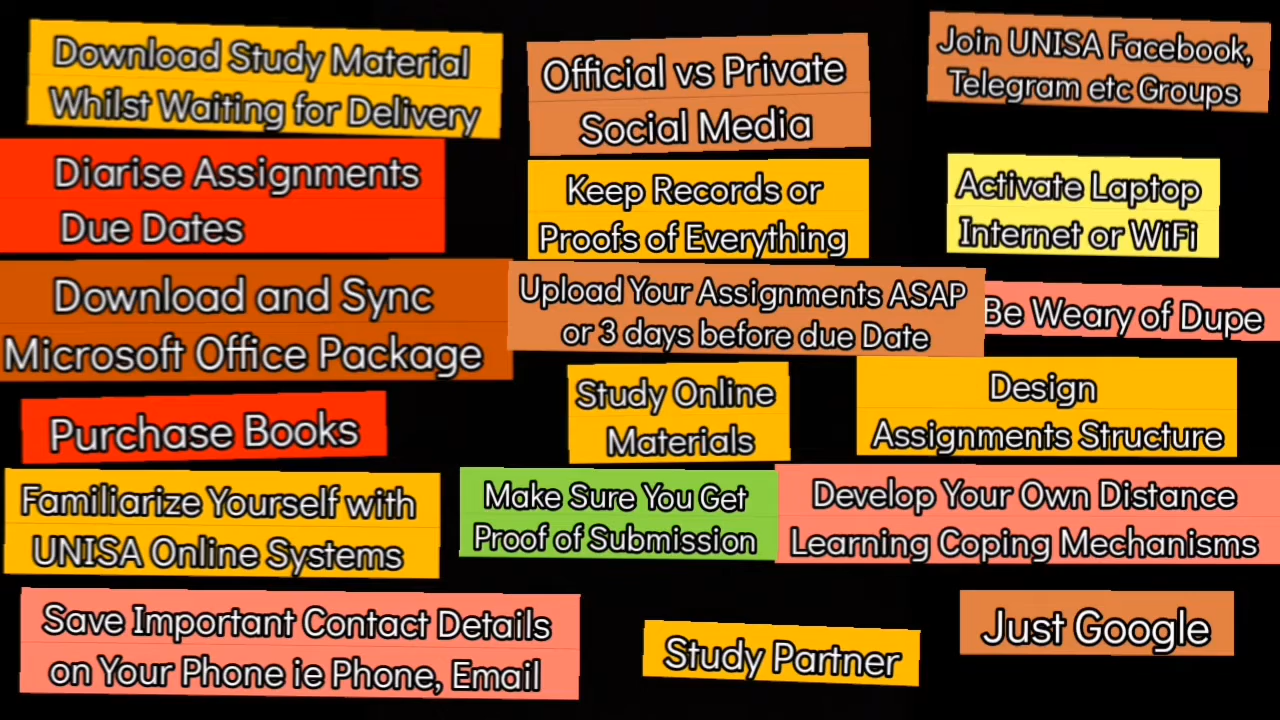 Download Study Material
Whilst Waiting for Delivery
Official vs Private
Social Media
Join UNISA Facebook,
Telegram etc Groups
Diarise Assignments
Due Dates
Keep Records or
Proofs of Everything
Activate Laptop
Internet or WiFi
Download and Sync
Microsoft Office Package
Upload Your Assignments ASAP
or 3 days before due Date
Be Weary of Dupe
Purchase Books
Study Online
Materials
Design
Assignments Structure
Familiarize Yourself with
UNISA Online Systems
Make Sure You Get
Proof of Submission
Develop Your Own Distance
Learning Coping Mechanisms
Save Important Contact Details
on Your Phone ie Phone, Email
Study Partner
Just Google